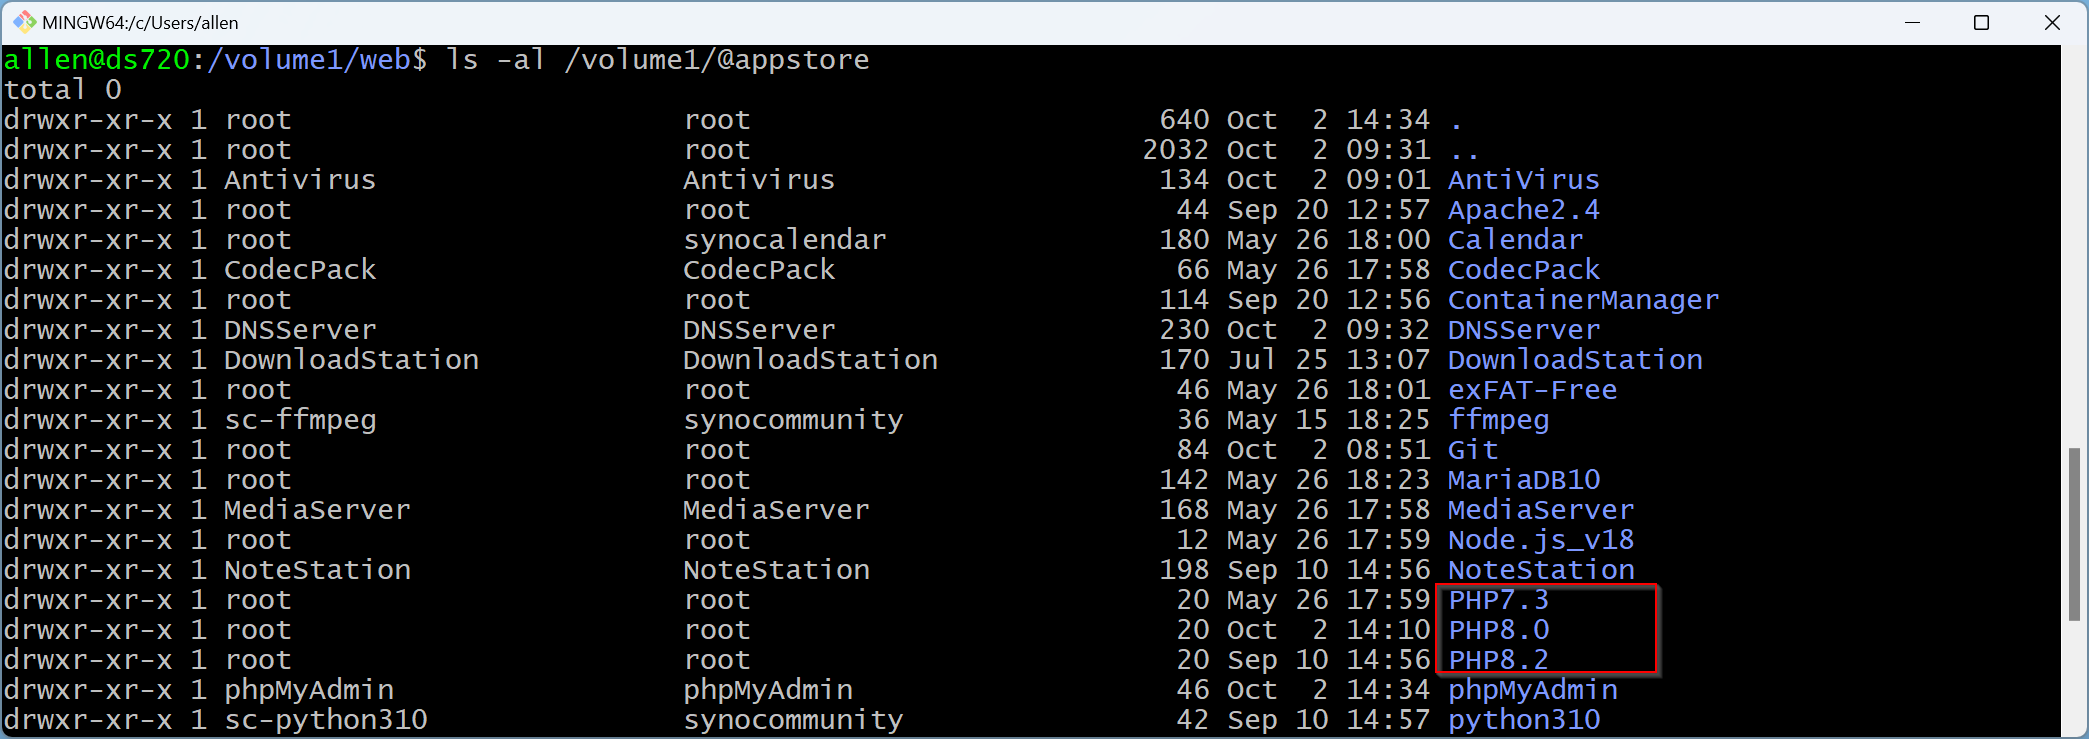 MINGW64:/c/Users/allen
allen@ds720:/volume1/web$ ls -al /volume1/@appstore
total 0
drwxr-xr-x 1 root root 640 Oct 2 14:34 .
drwxr-xr-x 1 root root 2032 Oct 2 09:31 ..
drwxr-xr-x 1 Antivirus Antivirus 134 Oct 2 09:01 AntiVirus
drwxr-xr-x 1 root root 44 Sep 20 12:57 Apache2.4
drwxr-xr-x 1 root synocalendar 180 May 26 18:00 Calendar
drwxr-xr-x 1 CodecPack CodecPack 66 May 26 17:58 CodecPack
drwxr-xr-x 1 root root 114 Sep 20 12:56 ContainerManager
drwxr-xr-x 1 DNSServer DNSServer 230 Oct 2 09:32 DNSServer
drwxr-xr-x 1 DownloadStation DownloadStation 170 Jul 25 13:07 DownloadStation
drwxr-xr-x 1 root root 46 May 26 18:01 exFAT-Free
drwxr-xr-x 1 sc-ffmpeg synocommunity 36 May 15 18:25 ffmpeg
drwxr-xr-x 1 root root 84 Oct 2 08:51 Git
drwxr-xr-x 1 root root 142 May 26 18:23 MariaDB10
drwxr-xr-x 1 MediaServer MediaServer 168 May 26 17:58 MediaServer
drwxr-xr-x 1 root root 12 May 26 17:59 Node.js_v18
drwxr-xr-x 1 NoteStation NoteStation 198 Sep 10 14:56 NoteStation
drwxr-xr-x 1 root root 20 May 26 17:59 PHP7.3
drwxr-xr-x 1 root root 20 Oct 2 14:10 PHP8.0
drwxr-xr-x 1 root root 20 Sep 10 14:56 PHP8.2
drwxr-xr-x 1 phpMyAdmin phpMyAdmin 46 Oct 2 14:34 phpMyAdmin
drwxr-xr-x 1 sc-python310 synocommunity 42 Sep 10 14:57 python310